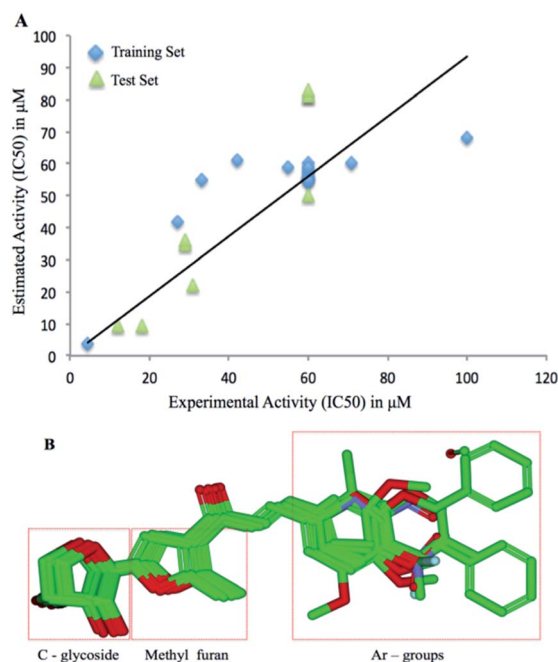 A
100
90
80
70
60
50
40
30
20
10
0
Training Set
Test Set
Estimated Activity (IC50) in µM
0 20 40 60 80 100 120
Experimental Activity (IC50) in µM
B
C - glycoside Methyl furan Ar – groups